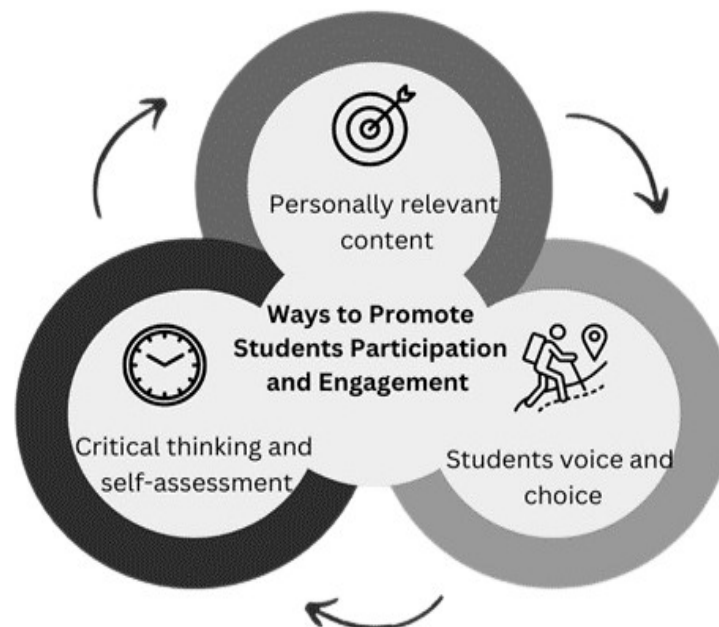 Personally relevant
content
Ways to Promote
Students Participation
and Engagement
Critical thinking and
self-assessment
Students voice and
choice